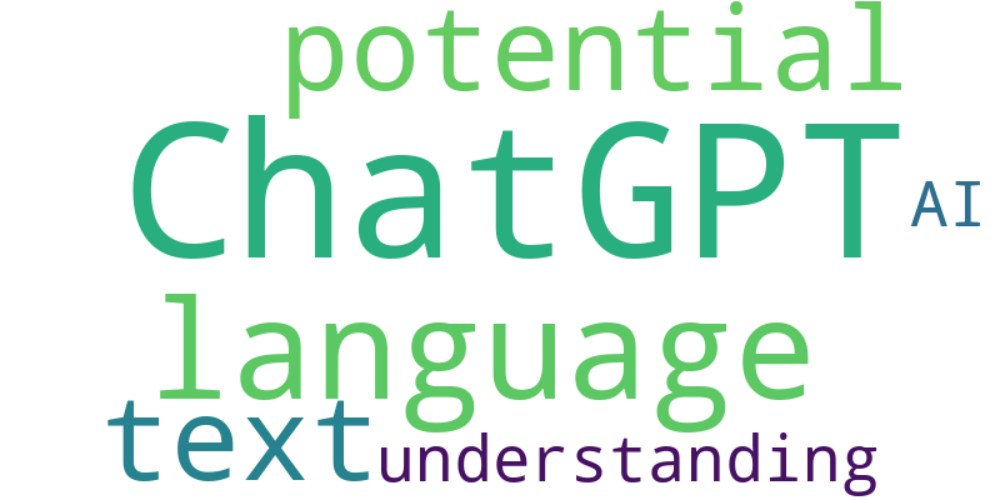 potential
ChatGPT
AI
language
text
understanding